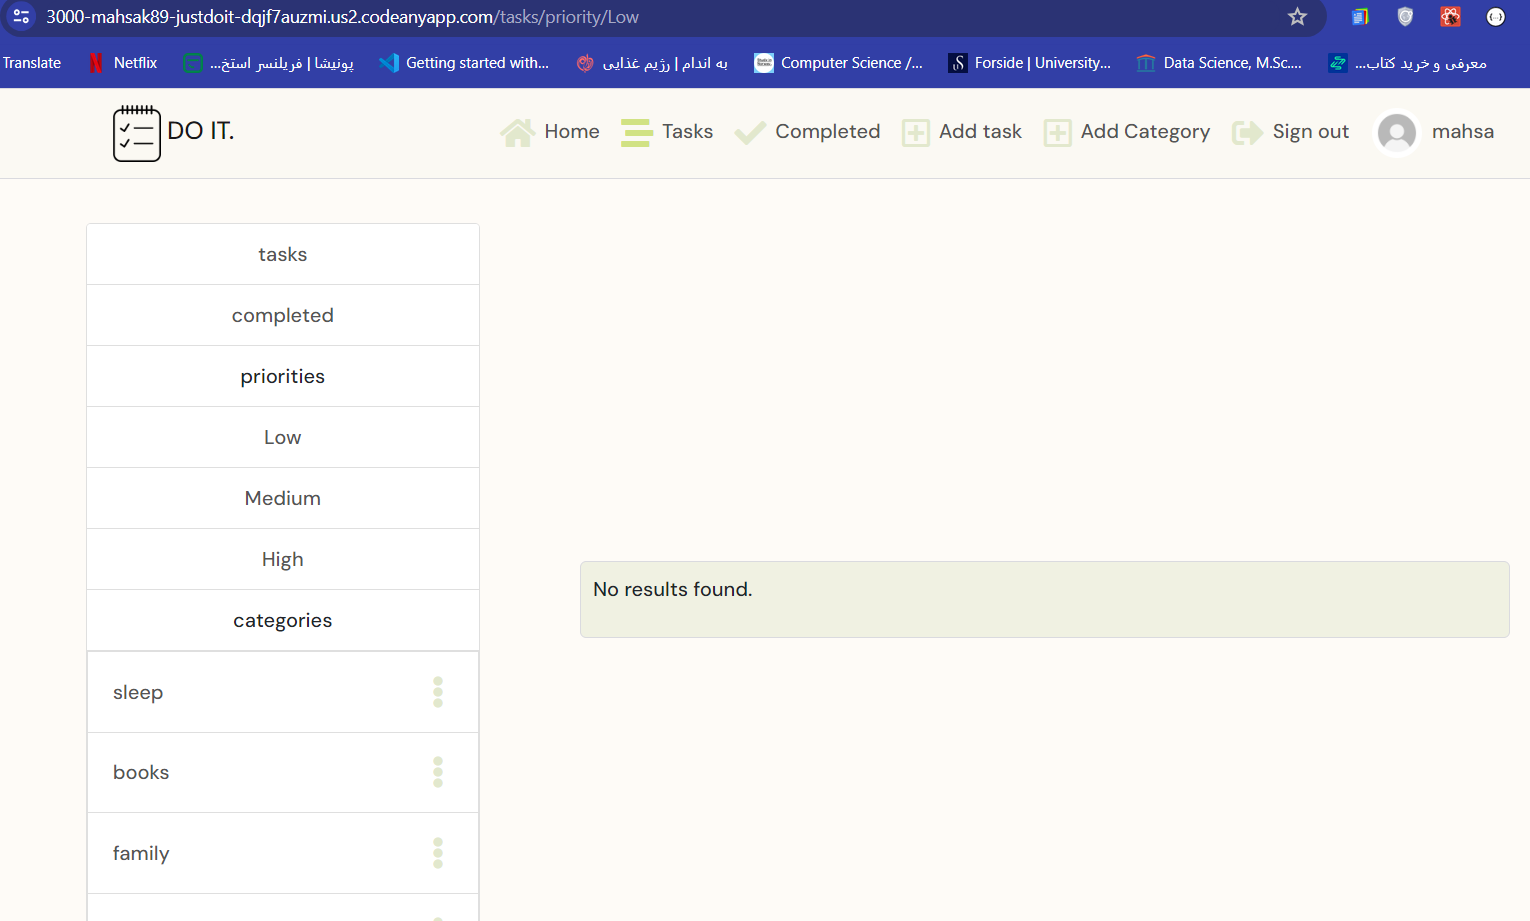 3000-mahsak89-justdoit-dqjf7auzmi.us2.codeanyapp.com/tasks/priority/Low
Translate
Netflix
پونیشا | فریلنسر استخ...
Getting started with...
به اندام | رژیم غذایی
Computer Science /...
Forside | University...
Data Science, M.Sc....
معرفی و خرید کتاب...
DO IT.
Home
Tasks
Completed
Add task
Add Category
Sign out
mahsa
tasks
completed
priorities
Low
Medium
High
categories
sleep
books
family
No results found.